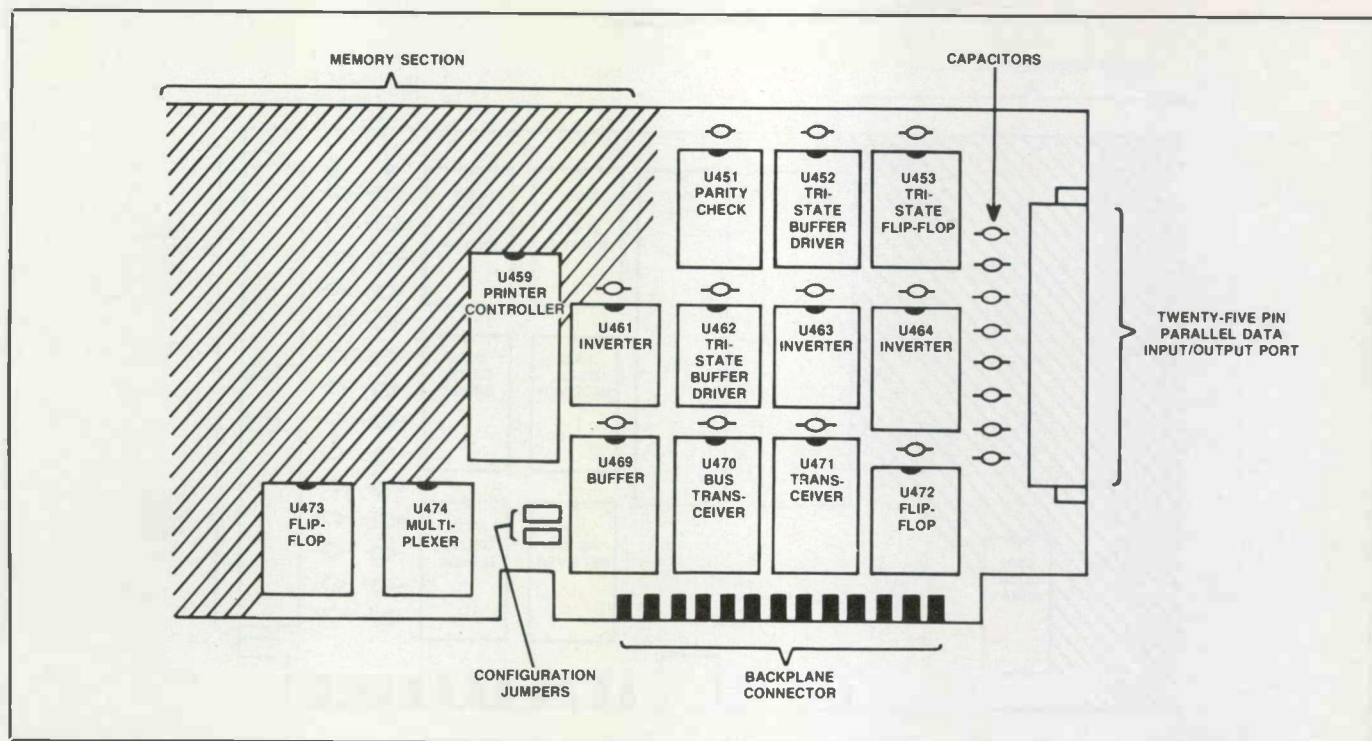 MEMORY SECTION
CAPACITORS
U451
PARITY
CHECK
U452
TRI-
STATE
BUFFER
DRIVER
U453
TRI-
STATE
FLIP-FLOP
U459
PRINTER
CONTROLLER
U461
INVERTER
U462
TRI-
STATE
BUFFER
DRIVER
U463
INVERTER
U464
INVERTER
TWENTY-FIVE PIN
PARALLEL DATA
INPUT/OUTPUT PORT
U469
BUFFER
U470
BUS
TRANS-
CEIVER
U471
TRANS-
CEIVER
U472
FLIP-
FLOP
U473
FLIP-
FLOP
U474
MULTI-
PLEXER
CONFIGURATION
JUMPERS
BACKPLANE
CONNECTOR